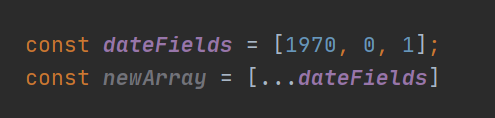 const dateFields = [1970, 0, 1];
const newArray = [...dateFields]